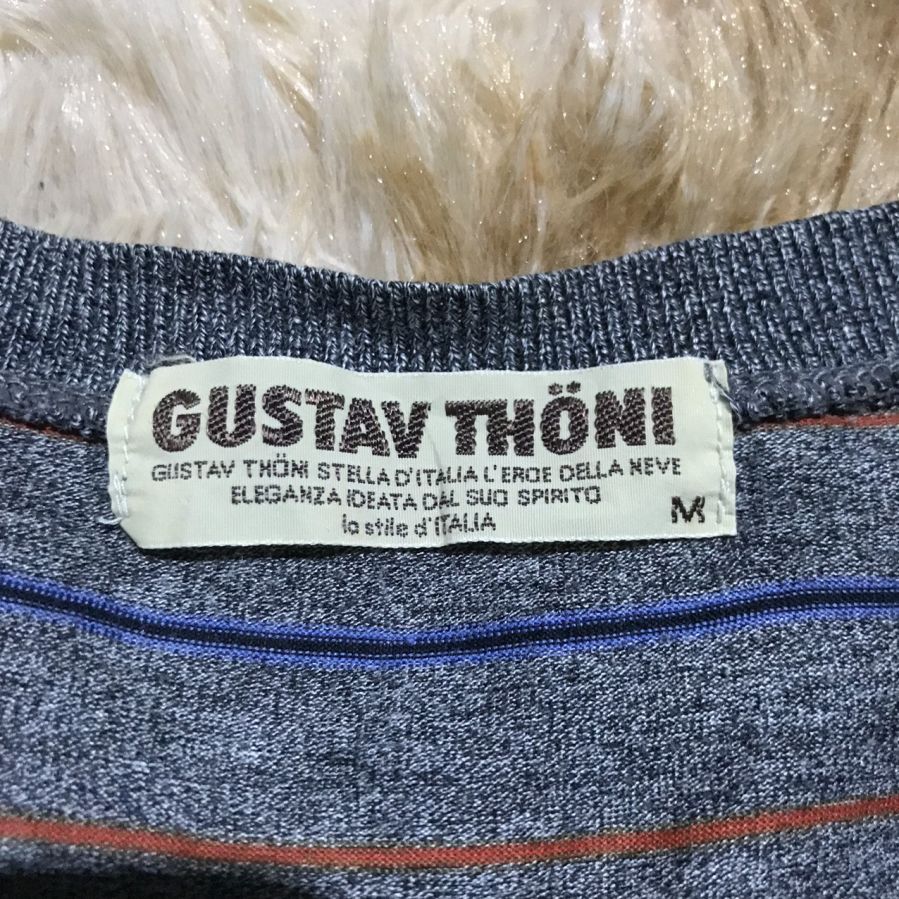 GUSTAV THÖNI
GUSTAV THÖNI STELLA D'ITALIA L'EROE DELLA NEVE
ELEGANZA IDEATA DAL SUO SPIRITO
lo stile d'ITALIA
M